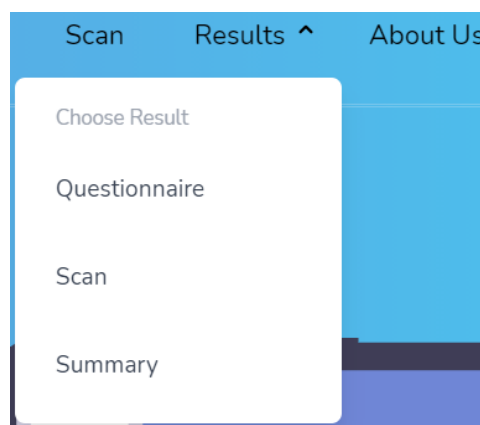 Scan Results About Us
Choose Result
Questionnaire
Scan
Summary